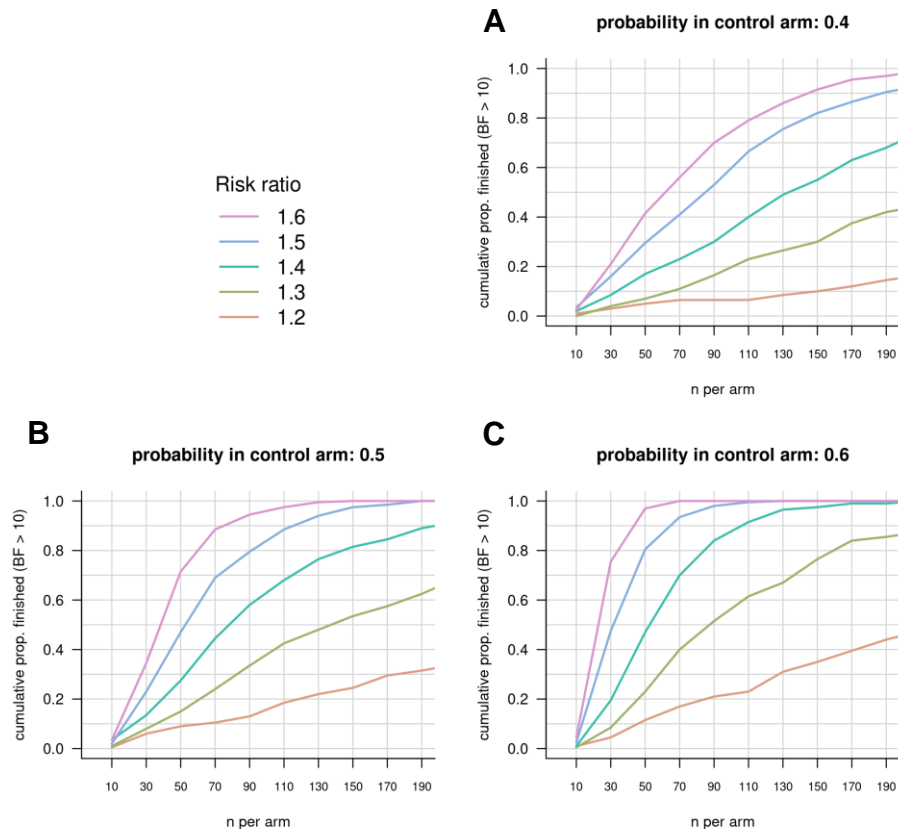 A
probability in control arm: 0.4
cumulative prop. finished (BF > 10)
1.0
0.8
0.6
0.4
0.2
0.0
10 30 50 70 90 110 130 150 170 190
n per arm
Risk ratio
1.6
1.5
1.4
1.3
1.2
B
probability in control arm: 0.5
cumulative prop. finished (BF > 10)
1.0
0.8
0.6
0.4
0.2
0.0
10 30 50 70 90 110 130 150 170 190
n per arm
C
probability in control arm: 0.6
cumulative prop. finished (BF > 10)
1.0
0.8
0.6
0.4
0.2
0.0
10 30 50 70 90 110 130 150 170 190
n per arm